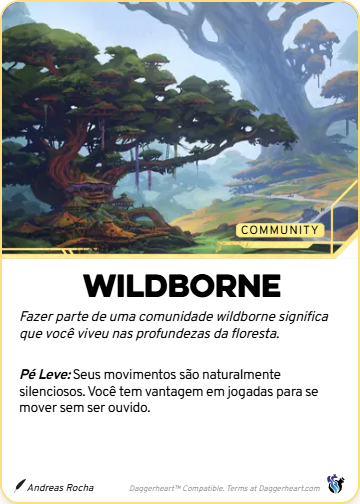 COMMUNITY
WILDBORNE
Fazer parte de uma comunidade wildborne significa
que você viveu nas profundezas da floresta.
Pé Leve: Seus movimentos são naturalmente
silenciosos. Você tem vantagem em jogadas para se
mover sem ser ouvido.
Andreas Rocha
Daggerheart™ Compatible. Terms at Daggerheart.com